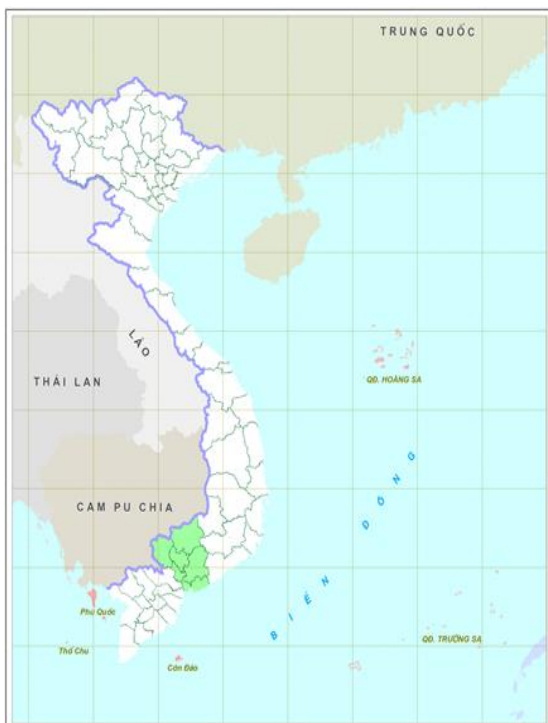 TRUNG QUỐC
LÀO
THÁI LAN
QĐ. HOÀNG SA
CAM PU CHIA
BIỂN ĐÔNG
Phú Quốc
QĐ. TRƯỜNG SA
Thổ Chu
Côn Đảo